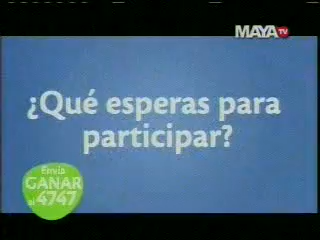 MAYA TV
¿Qué esperas para
participar?
Envía
GANAR
al 4747